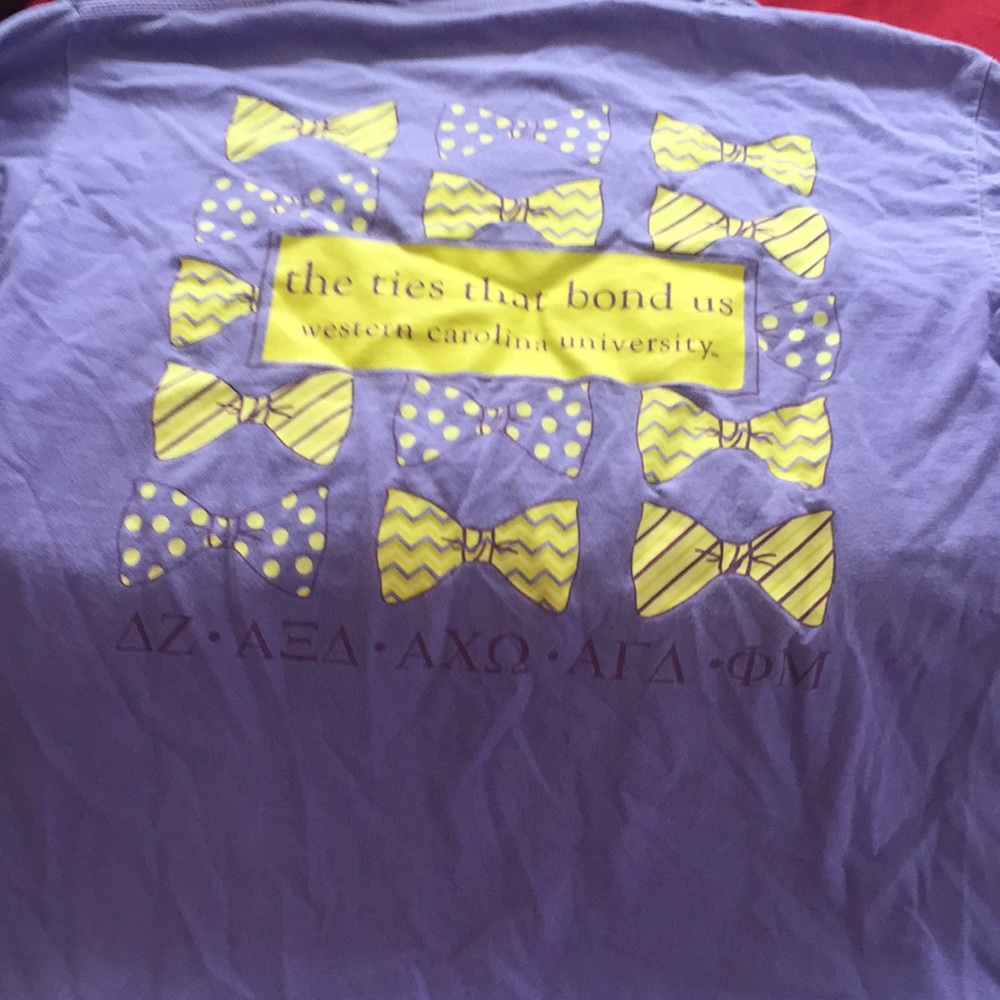 the ties that bond us
western carolina university
ΔΖ • ΑΞΔ • ΑΧΩ • ΑΓΔ • ΦΜ